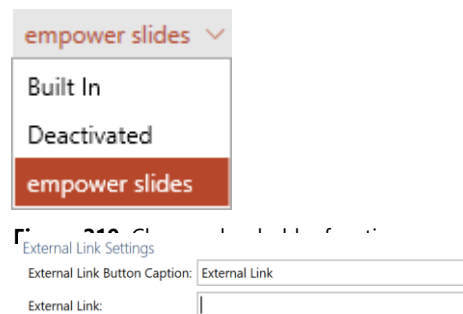 empower slides
Built In
Deactivated
empower slides
External Link Settings
External Link Button Caption: External Link
External Link: